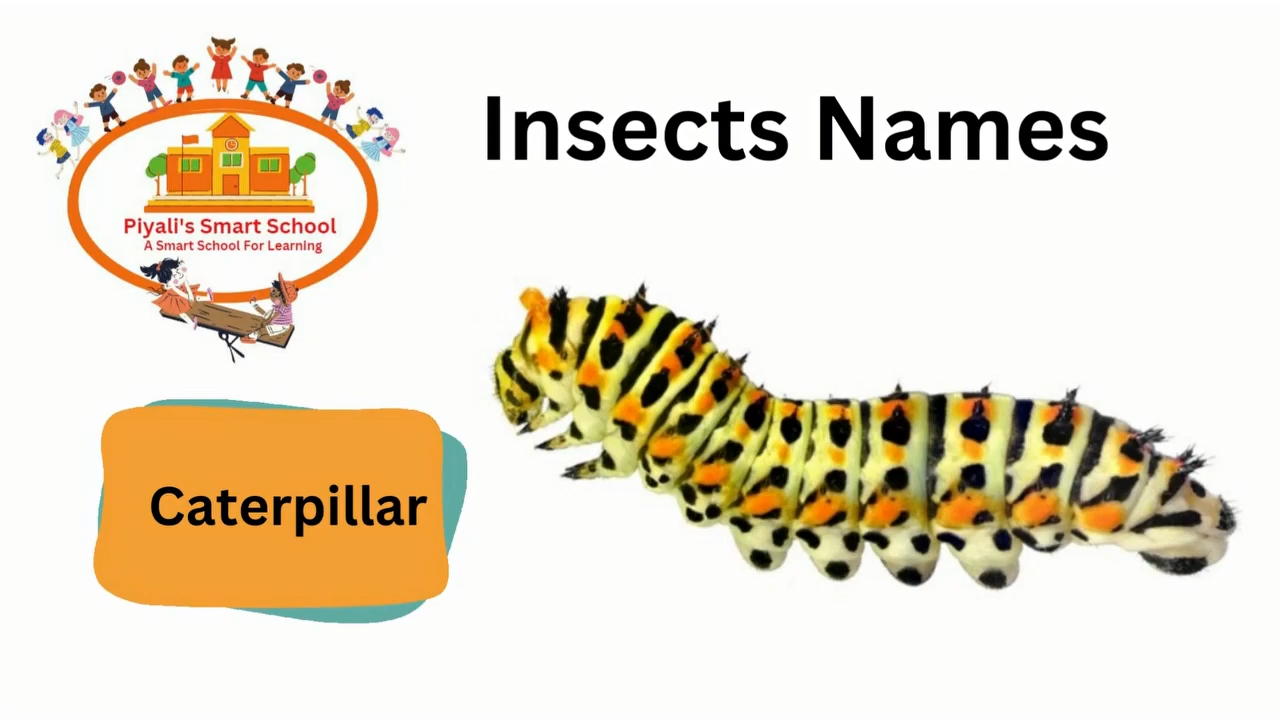 Insects Names
Piyali's Smart School
A Smart School For Learning
Caterpillar